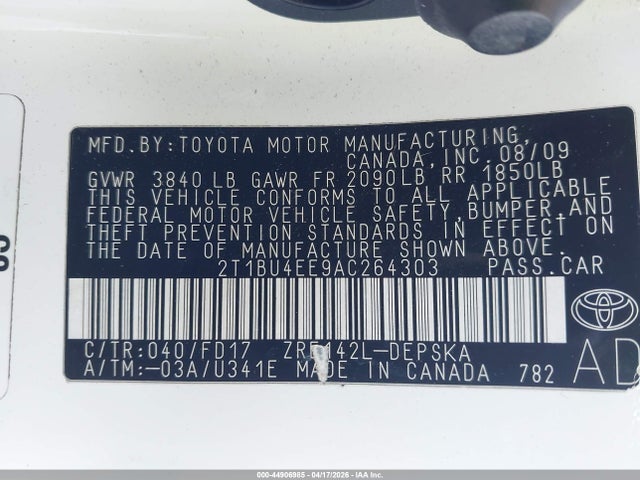 MFD.BY:TOYOTA MOTOR MANUFACTURING,
CANADA, INC. 08/09
GVWR 3840 LB GAWR FR 2090LB RR 1850LB
THIS VEHICLE CONFORMS TO ALL APPLICABLE
FEDERAL MOTOR VEHICLE SAFETY, BUMPER, AND
THEFT PREVENTION STANDARDS IN EFFECT ON
THE DATE OF MANUFACTURE SHOWN ABOVE.
2T1BU4EE9AC264303 PASS.CAR
C/TR:040/FD17 ZRE142L-DEPSKA
A/TM:-03A/U341E MADE IN CANADA 782
AD
000-44906985 - 04/17/2026 - IAA Inc.